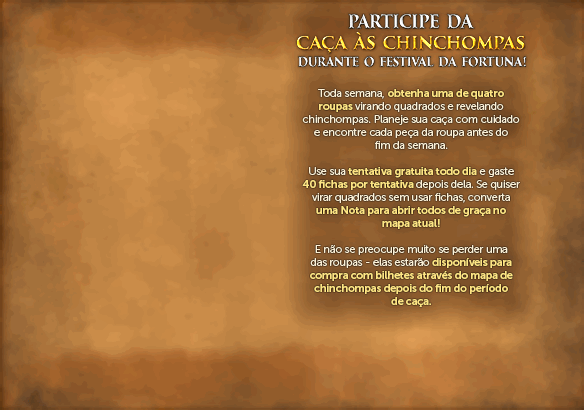 PARTICIPE DA
CAÇA ÀS CHINCHOMPAS
DURANTE O FESTIVAL DA FORTUNA!
Toda semana, obtenha uma de quatro
roupas virando quadrados e revelando
chinchompas. Planeje sua caça com cuidado
e encontre cada peça da roupa antes do
fim da semana.
Use sua tentativa gratuita todo dia e gaste
40 fichas por tentativa depois dela. Se quiser
virar quadrados sem usar fichas, converta
uma Nota para abrir todos de graça no
mapa atual!
E não se preocupe muito se perder uma
das roupas - elas estarão disponíveis para
compra com bilhetes através do mapa de
chinchompas depois do fim do período
de caça.